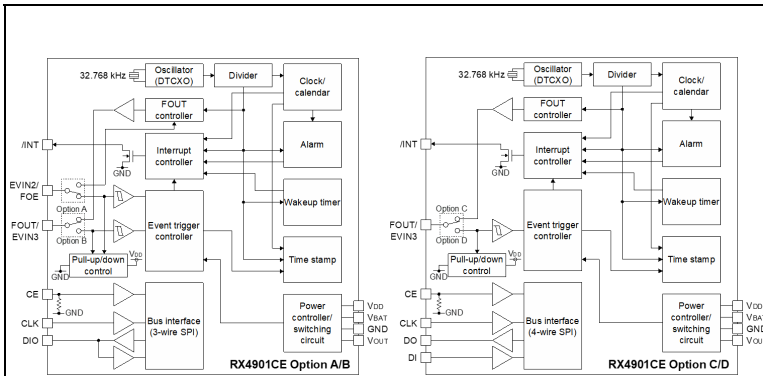 32.768 kHz
Oscillator
(DTCXO)
Divider
Clock/
calendar
FOUT
controller
/INT
GND
Interrupt
controller
Alarm
EVIN2/
FOE
Option A
Wakeup timer
FOUT/
EVIN3
Option B
Event trigger
controller
Pull-up/down
control
VDD
GND
Time stamp
CE
GND
CLK
DIO
Bus interface
(3-wire SPI)
Power
controller/
switching
circuit
VDD
VBAT
GND
VOUT
RX4901CE Option A/B
32.768 kHz
Oscillator
(DTCXO)
Divider
Clock/
calendar
FOUT
controller
/INT
GND
Interrupt
controller
Alarm
Wakeup timer
Option C
FOUT/
EVIN3
Option D
Event trigger
controller
Pull-up/down
control
VDD
GND
Time stamp
CE
GND
CLK
DO
DI
Bus interface
(4-wire SPI)
Power
controller/
switching
circuit
VDD
VBAT
GND
VOUT
RX4901CE Option C/D